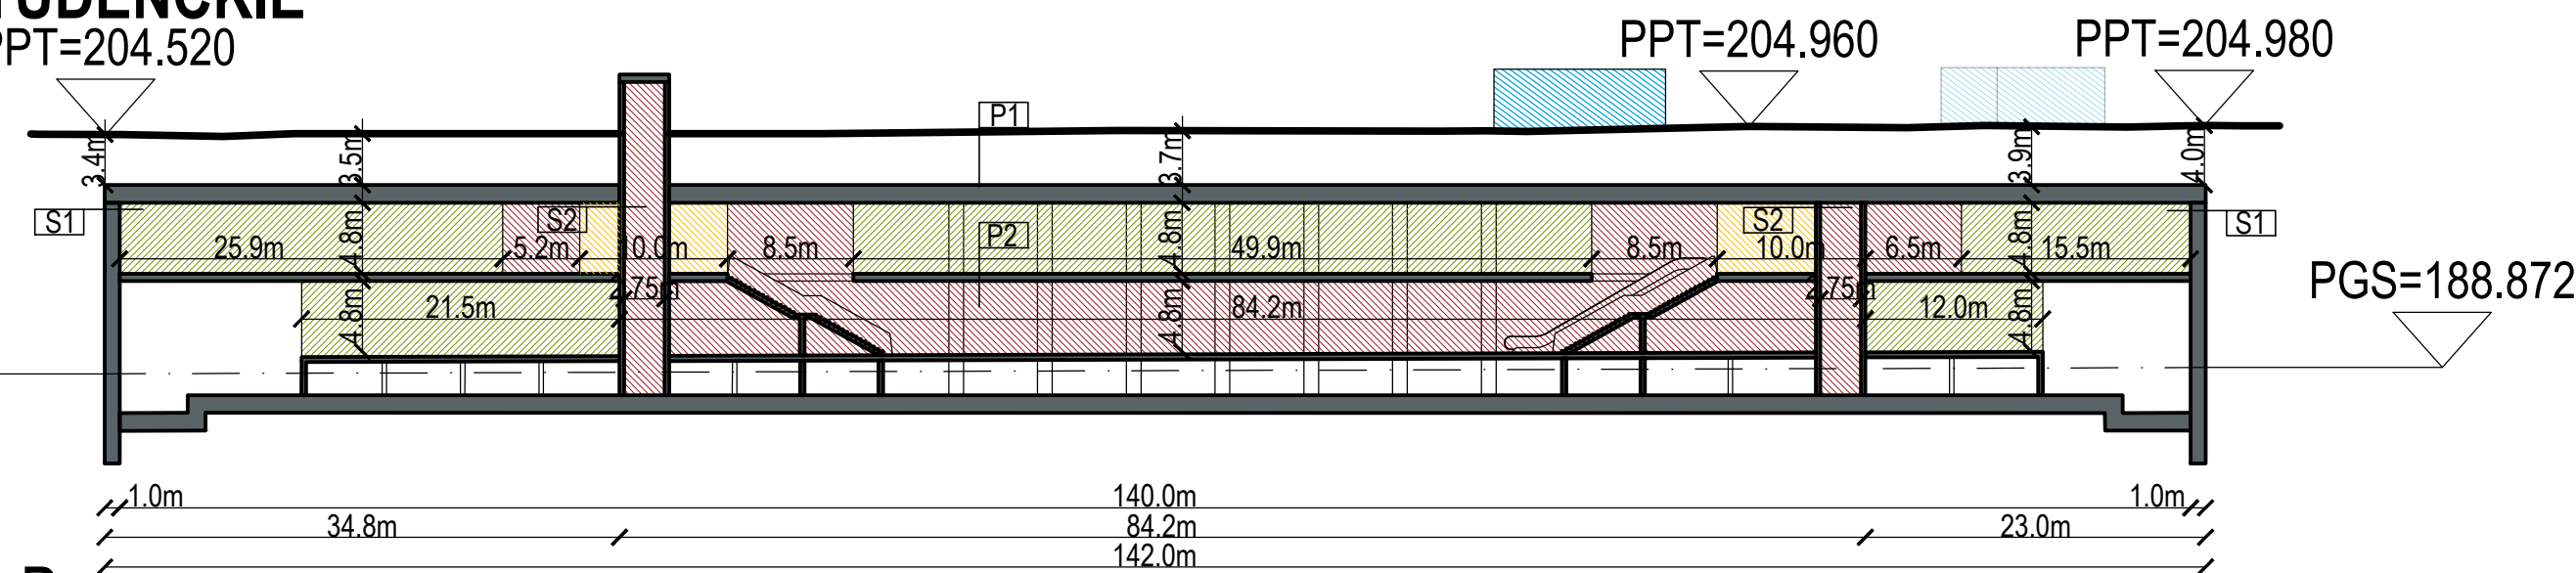 TUDENCKIE
PPT=204.520
PPT=204.960
PPT=204.980
P1
3.4m
3.5m
3.7m
3.9m
4.0m
S1
S2
P2
S2
S1
25.9m
4.8m
5.2m
10.0m
8.5m
4.8m
49.9m
8.5m
10.0m
6.5m
4.8m
15.5m
PGS=188.872
2.75m
2.75m
4.8m
21.5m
4.8m
84.2m
12.0m
4.8m
1.0m
140.0m
1.0m
34.8m
84.2m
23.0m
142.0m